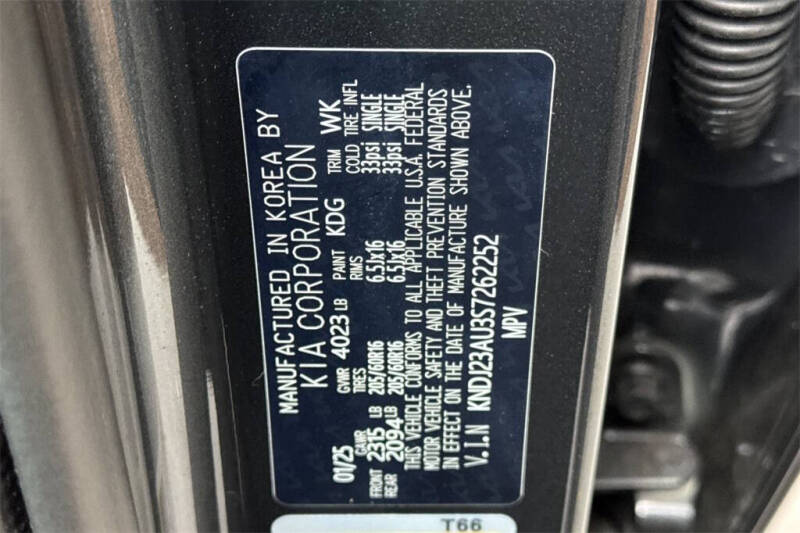 MANUFACTURED IN KOREA BY
KIA CORPORATION
01/25 GVWR 4023 LB PAINT KDG TRIM WK
GAWR TIRES RIMS COLD TIRE INFL
FRONT 2315 LB 205/60R16 6.5Jx16 33psi SINGLE
REAR 2094 LB 205/60R16 6.5Jx16 33psi SINGLE
THIS VEHICLE CONFORMS TO ALL APPLICABLE U.S.A. FEDERAL
MOTOR VEHICLE SAFETY AND THEFT PREVENTION STANDARDS
IN EFFECT ON THE DATE OF MANUFACTURE SHOWN ABOVE.
V.I.N KNDJ23AU3S7262252
MPV
T66